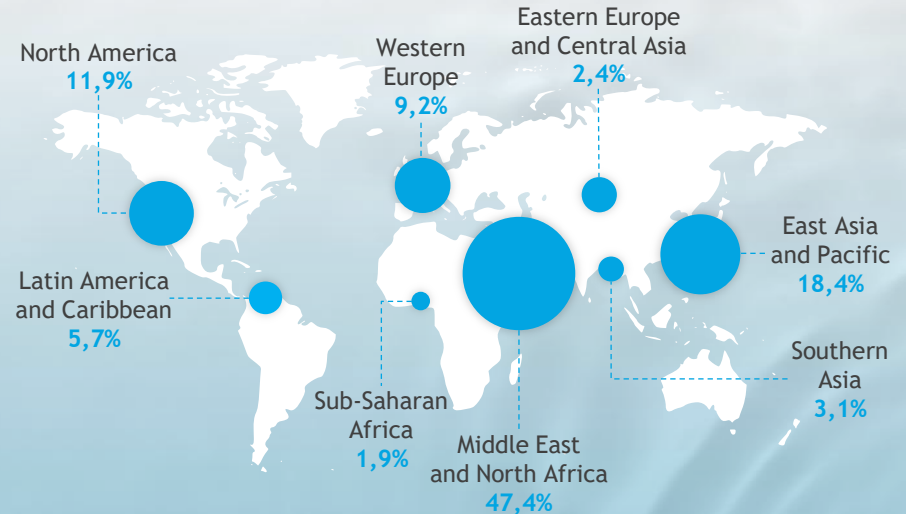 North America
11,9%
Western
Europe
9,2%
Eastern Europe
and Central Asia
2,4%
East Asia
and Pacific
18,4%
Latin America
and Caribbean
5,7%
Southern
Asia
3,1%
Sub-Saharan
Africa
1,9%
Middle East
and North Africa
47,4%